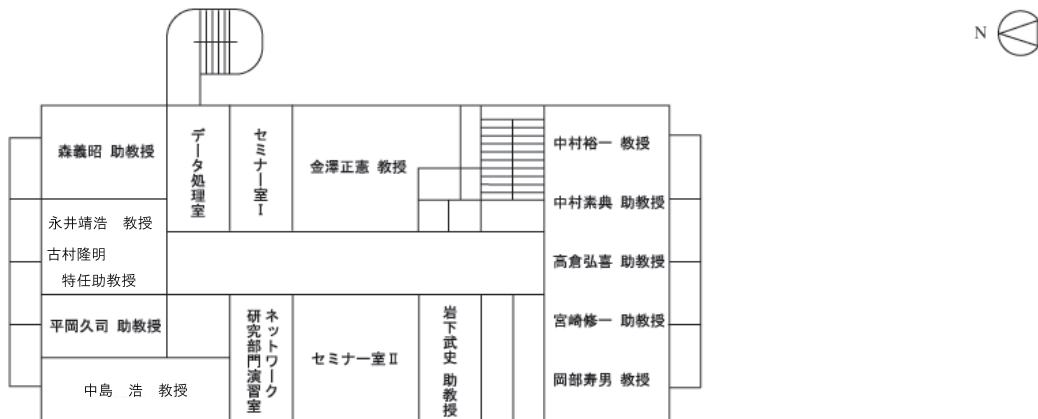 N
森義昭 助教授
データ処理室
セミナー室Ⅰ
金澤正憲 教授
中村裕一 教授
中村素典 助教授
高倉弘喜 助教授
宮崎修一 助教授
岡部寿男 教授
永井靖浩　教授
古村隆明
特任助教授
平岡久司 助教授
中島　浩　教授
ネットワーク
研究部門演習室
セミナー室Ⅱ
岩下武史 助教授